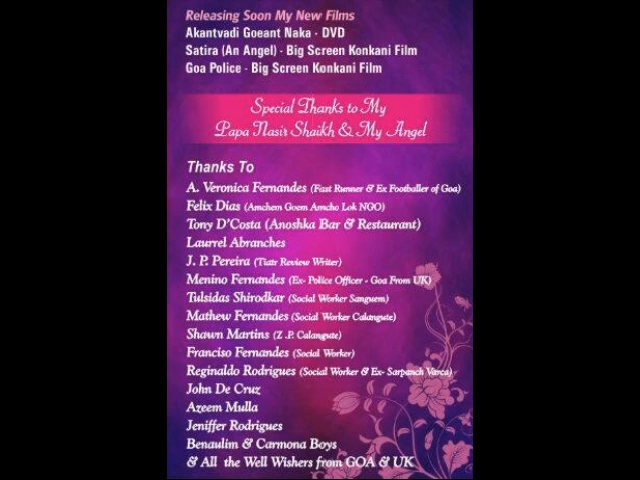 Releasing Soon My New Films
Akantvadi Goeant Naka - DVD
Satira (An Angel) - Big Screen Konkani Film
Goa Police - Big Screen Konkani Film
Special Thanks to My
Papa Nasir Shaikh & My Angel
Thanks To
A. Veronica Fernandes (Fast Runner & Ex Footballer of Goa)
Felix Dias (Amchem Goem Amcho Lok NGO)
Tony D'Costa (Anoshka Bar & Restaurant)
Laurrel Abranches
J. P. Pereira (Tiatr Review Writer)
Menino Fernandes (Ex- Police Officer - Goa From UK)
Tulsidas Shirodkar (Social Worker Sanguem)
Mathew Fernandes (Social Worker Calangute)
Shawn Martins (Z .P. Calangute)
Franciso Fernandes (Social Worker)
Reginaldo Rodrigues (Social Worker & Ex- Sarpanch Varca)
John De Cruz
Azeem Mulla
Jeniffer Rodrigues
Benaulim & Carmona Boys
& All the Well Wishers from GOA & UK